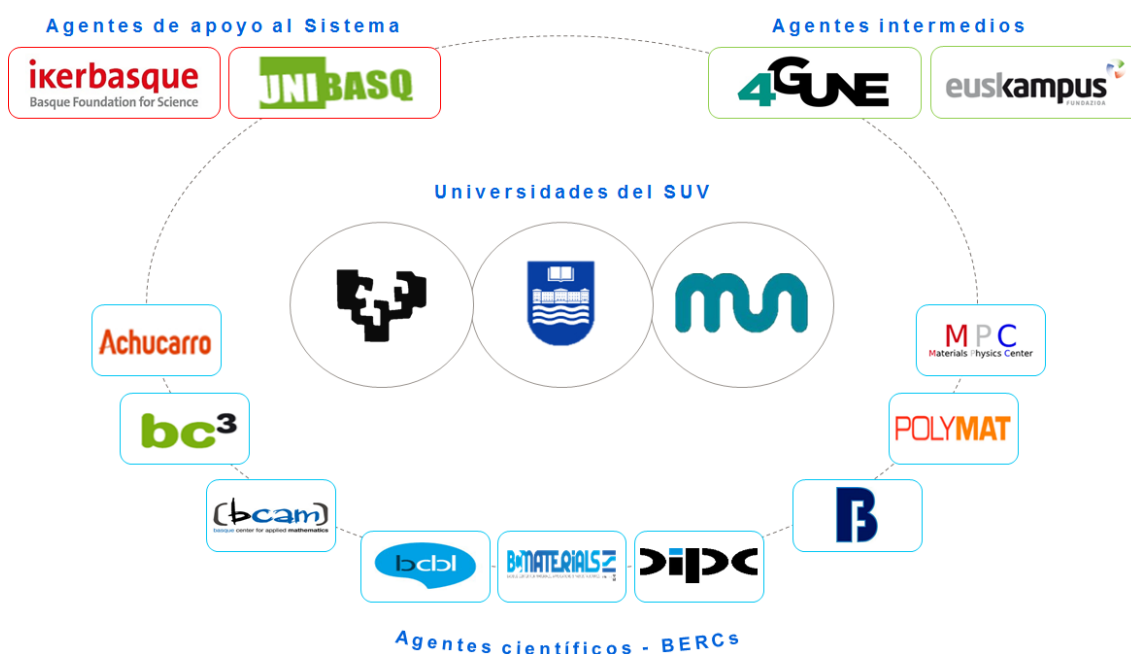 Agentes de apoyo al Sistema
Agentes intermedios
ikerbasque
Basque Foundation for Science
UNIBASQ
4GUNE
euskampus
FUNDAZIOA
Universidades del SUV
Achucarro
MPC
Materials Physics Center
bc³
POLYMAT
(bcam)
basque center for applied mathematics
bcbl
BCMATERIALS
dipc
Agentes científicos - BERCs